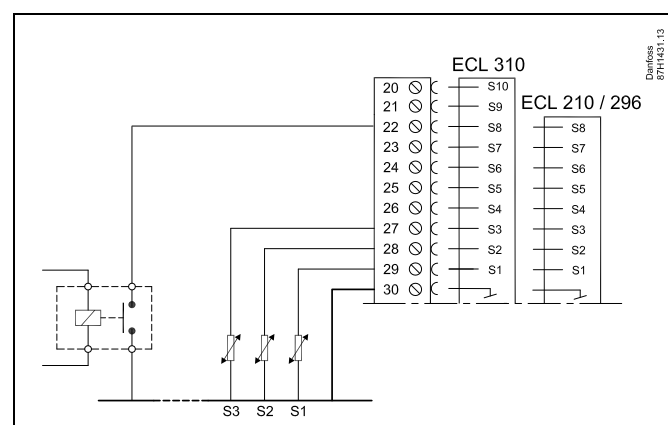 Danfoss
87H1431.13
ECL 310
ECL 210 / 296
20 S10
21 S9
22 S8 S8
23 S7 S7
24 S6 S6
25 S5 S5
26 S4 S4
27 S3 S3
28 S2 S2
29 S1 S1
30
S3 S2 S1